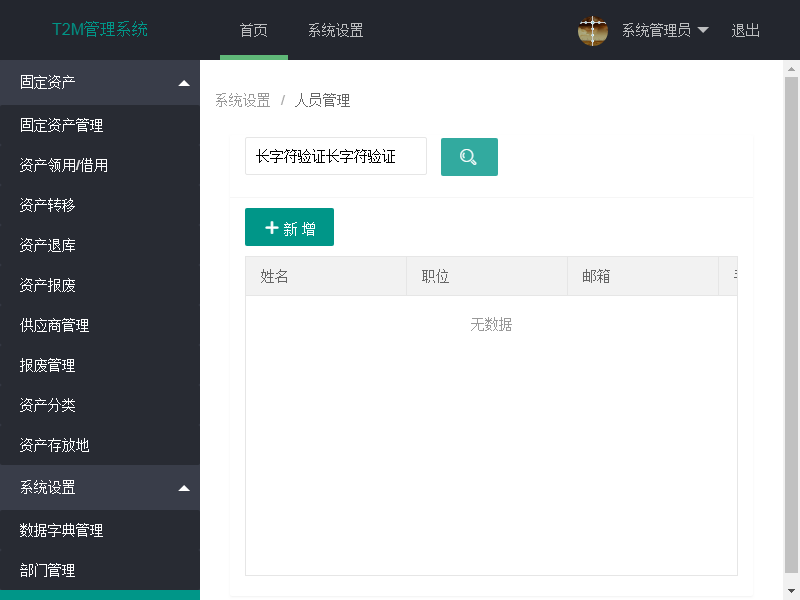 T2M管理系统
首页
系统设置
系统管理员
退出
固定资产
固定资产管理
资产领用/借用
资产转移
资产退库
资产报废
供应商管理
报废管理
资产分类
资产存放地
系统设置
数据字典管理
部门管理
系统设置 / 人员管理
长字符验证长字符验证
新增
姓名
职位
邮箱
无数据